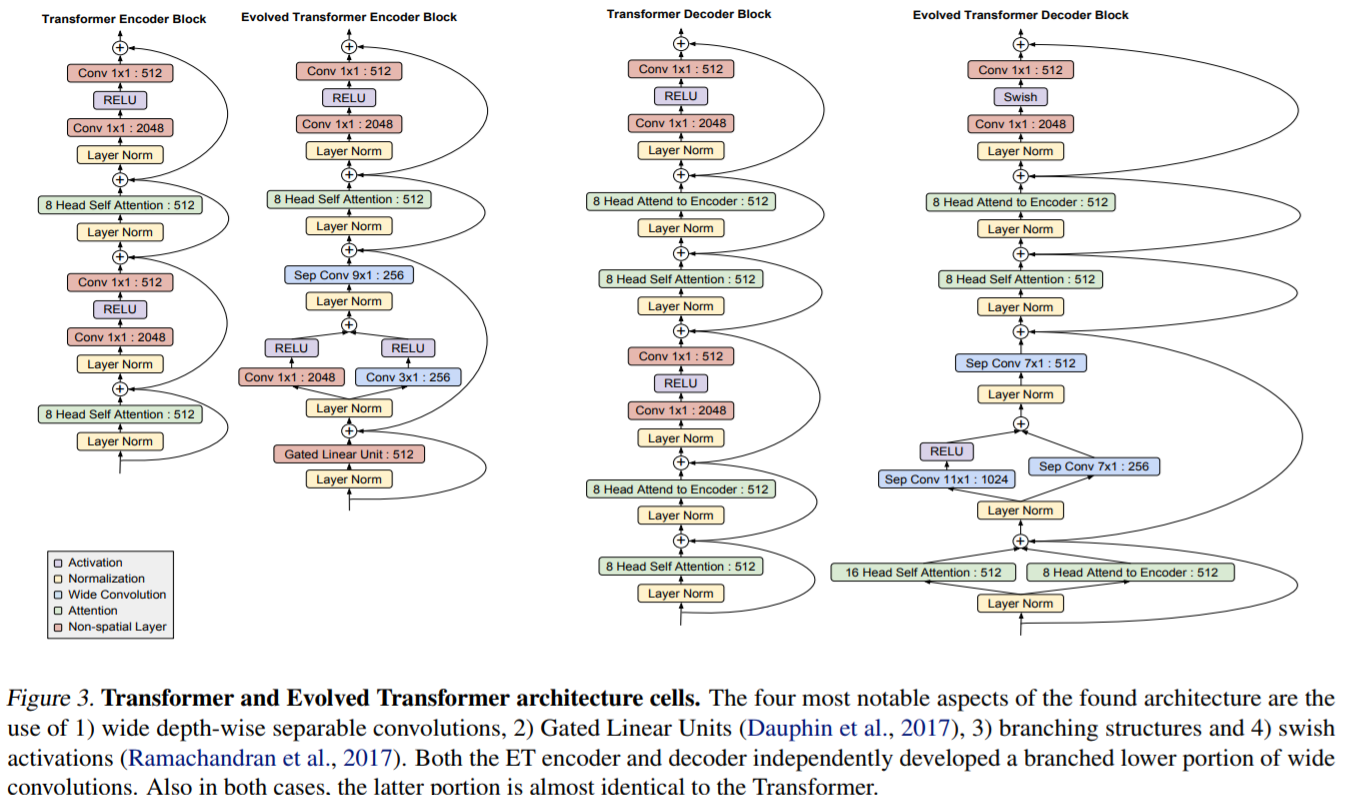 Transformer Encoder Block
Conv 1x1 : 512
RELU
Conv 1x1 : 2048
Layer Norm
8 Head Self Attention : 512
Layer Norm
Conv 1x1 : 512
RELU
Conv 1x1 : 2048
Layer Norm
8 Head Self Attention : 512
Layer Norm
Evolved Transformer Encoder Block
Conv 1x1 : 512
RELU
Conv 1x1 : 2048
Layer Norm
8 Head Self Attention : 512
Layer Norm
Sep Conv 9x1 : 256
Layer Norm
RELU
RELU
Conv 1x1 : 2048
Conv 3x1 : 256
Layer Norm
Gated Linear Unit : 512
Layer Norm
Transformer Decoder Block
Conv 1x1 : 512
RELU
Conv 1x1 : 2048
Layer Norm
8 Head Attend to Encoder : 512
Layer Norm
8 Head Self Attention : 512
Layer Norm
Conv 1x1 : 512
RELU
Conv 1x1 : 2048
Layer Norm
8 Head Attend to Encoder : 512
Layer Norm
8 Head Self Attention : 512
Layer Norm
Evolved Transformer Decoder Block
Conv 1x1 : 512
Swish
Conv 1x1 : 2048
Layer Norm
8 Head Attend to Encoder : 512
Layer Norm
8 Head Self Attention : 512
Layer Norm
Sep Conv 7x1 : 512
Layer Norm
RELU
Sep Conv 7x1 : 256
Sep Conv 11x1 : 1024
Layer Norm
16 Head Self Attention : 512
8 Head Attend to Encoder : 512
Layer Norm
Activation
Normalization
Wide Convolution
Attention
Non-spatial Layer
Figure 3. Transformer and Evolved Transformer architecture cells. The four most notable aspects of the found architecture are the
use of 1) wide depth-wise separable convolutions, 2) Gated Linear Units (Dauphin et al., 2017), 3) branching structures and 4) swish
activations (Ramachandran et al., 2017). Both the ET encoder and decoder independently developed a branched lower portion of wide
convolutions. Also in both cases, the latter portion is almost identical to the Transformer.